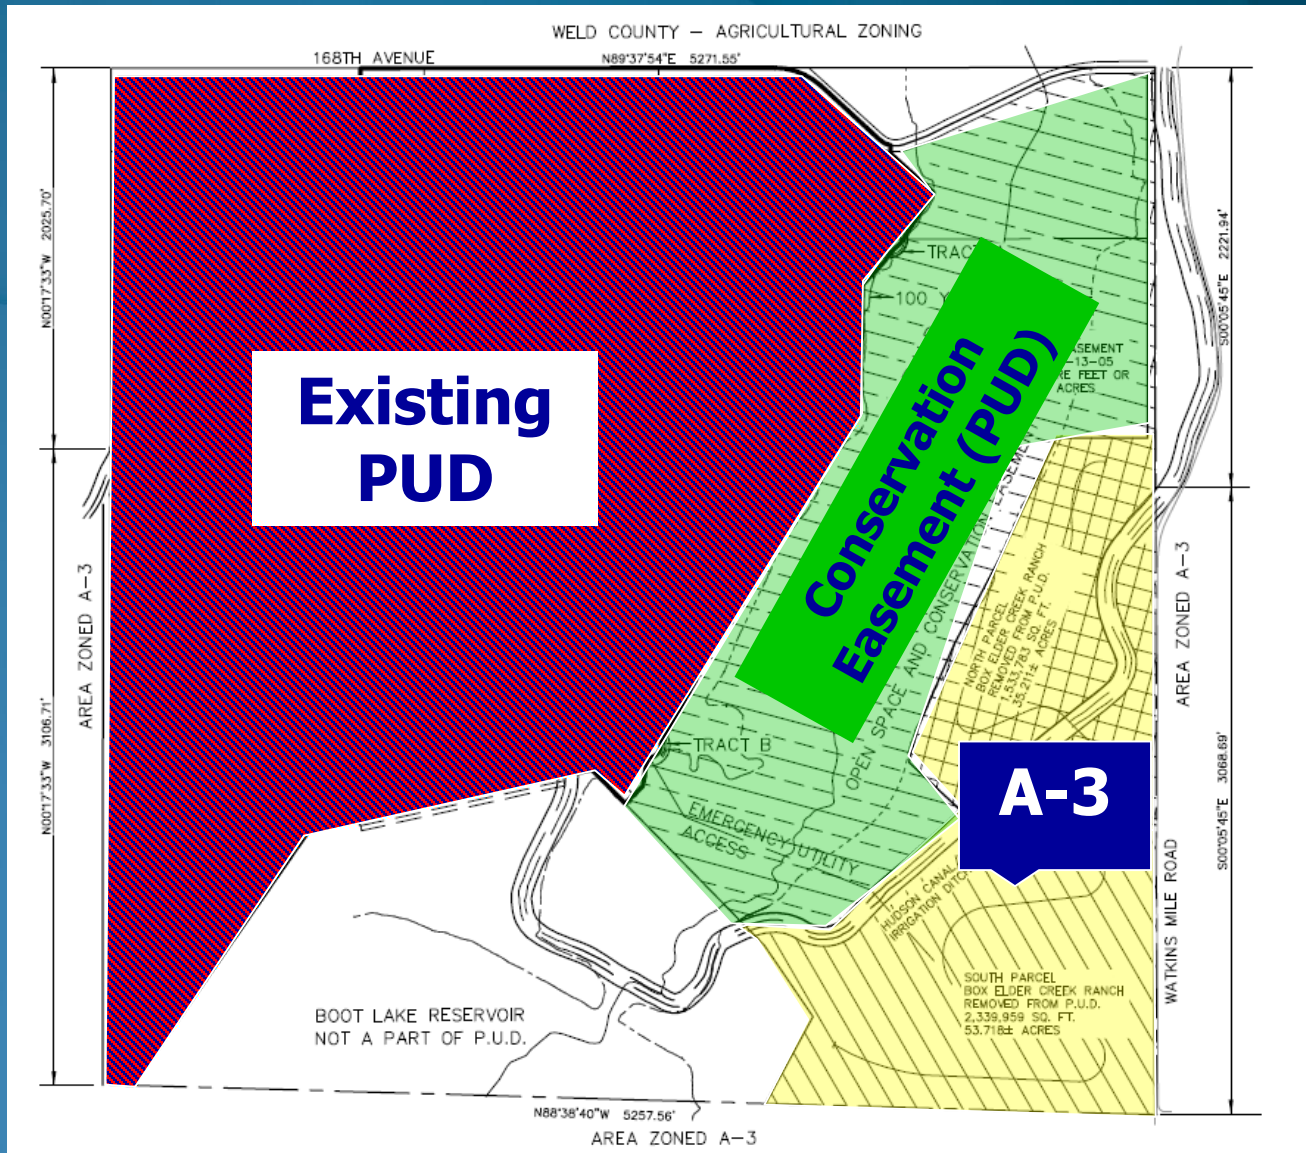 WELD COUNTY – AGRICULTURAL ZONING
168TH AVENUE
N89°37'54"E 5271.55'
N00°17'33"W 2025.70'
S00°05'45"E 2221.94'
TRACT
100 Y
ASEMENT
-13-05
RE FEET OR
ACRES
Existing
PUD
Conservation
Easement (PUD)
OPEN SPACE AND CONSERVATION EASEME
NORTH PARCEL
BOX ELDER CREEK RANCH
REMOVED FROM P.U.D.
1,533,783 SQ. FT.
35.211± ACRES
AREA ZONED A-3
AREA ZONED A-3
N00°17'33"W 3106.71'
S00°05'45"E 3068.69'
TRACT B
A-3
EMERGENCY/UTILITY
ACCESS
HUDSON CANAL
IRRIGATION DITCH
WATKINS MILE ROAD
SOUTH PARCEL
BOX ELDER CREEK RANCH
REMOVED FROM P.U.D.
2,339,959 SQ. FT.
53.718± ACRES
BOOT LAKE RESERVOIR
NOT A PART OF P.U.D.
N88°38'40"W 5257.56'
AREA ZONED A-3